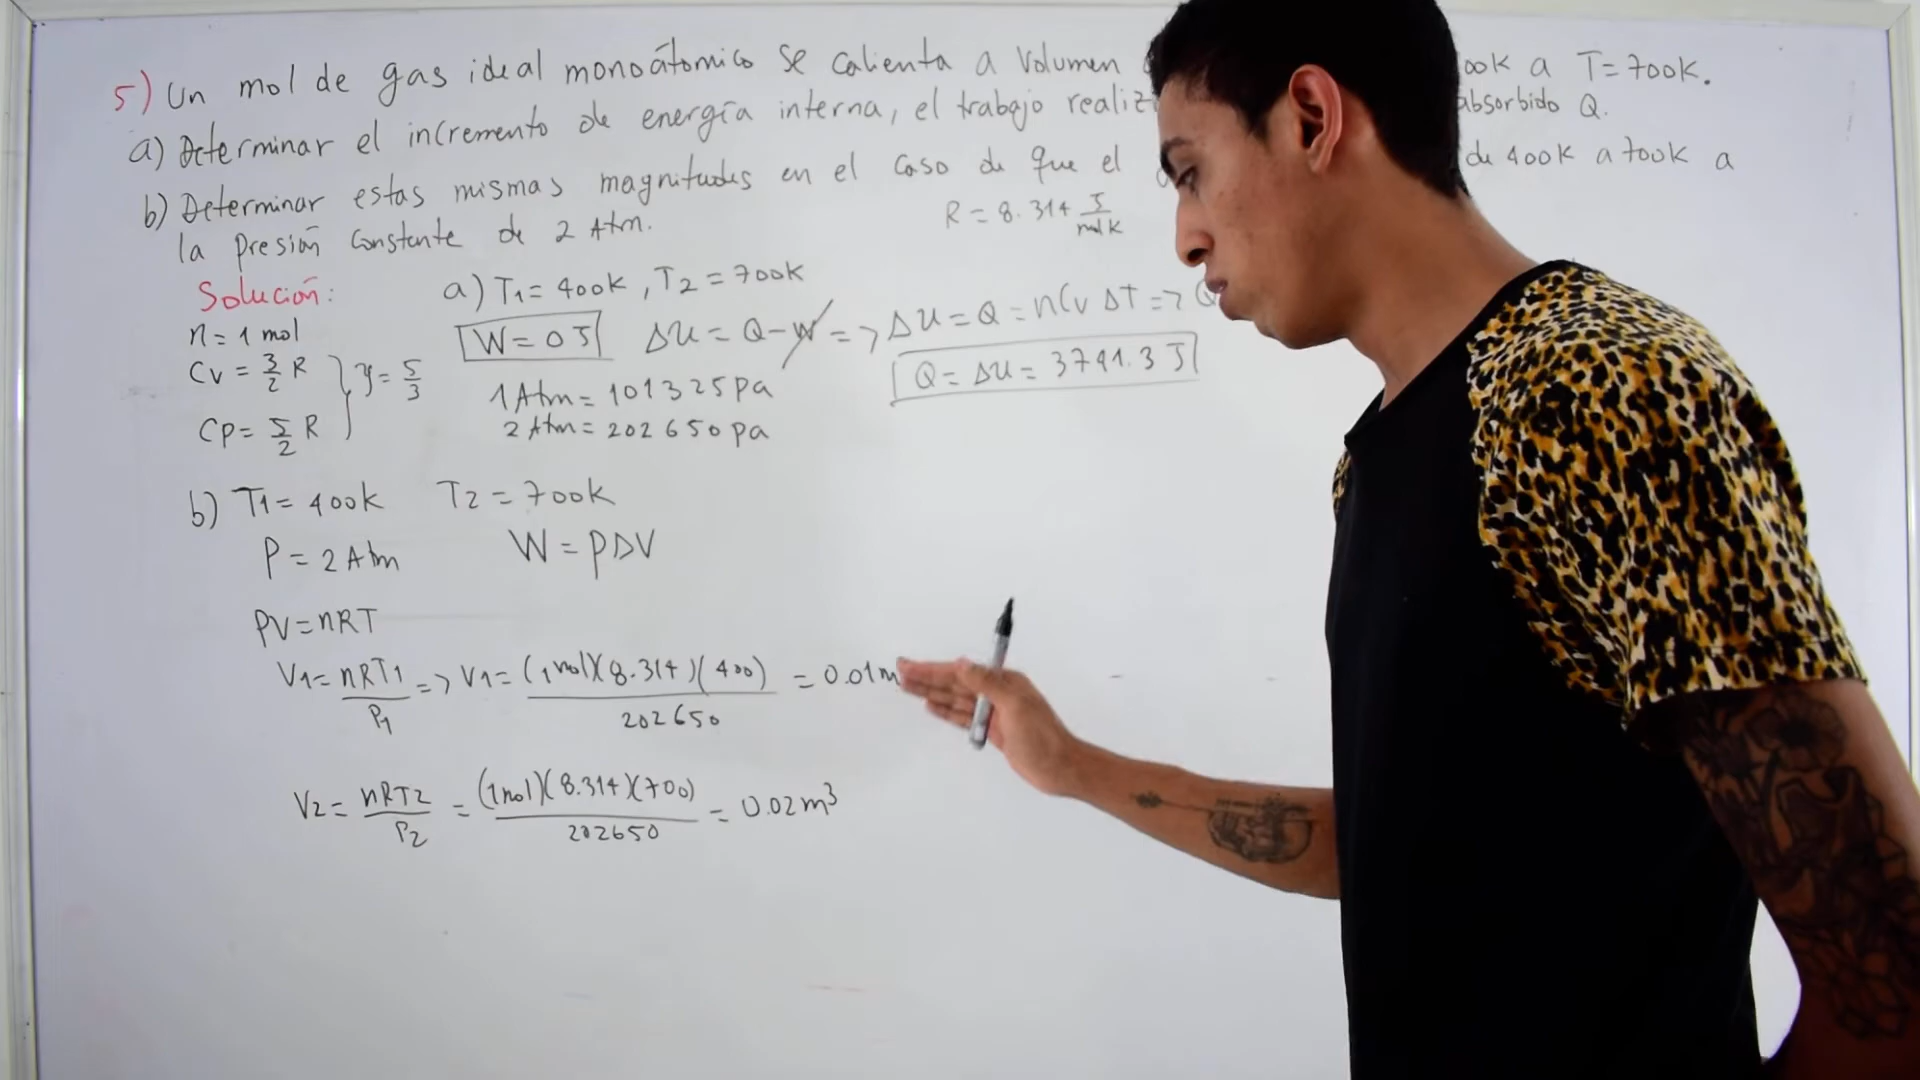 5) Un mol de gas ideal monoátomico se calienta a Volumen 00K a T=700K.
a) Determinar el incremento de energía interna, el trabajo realiz absorbido Q.
b) Determinar estas mismas magnitudes en el caso de que el de 400K a 700K a
la presión constante de 2 Atm.
R = 8.314 J/mol K
Solución:
n = 1 mol
Cv = 3/2 R
Cp = 5/2 R
γ = 5/3
a) T1 = 400K, T2 = 700K
W = 0 J
ΔU = Q - W => ΔU = Q = nCv ΔT => Q
Q = ΔU = 3741.3 J
1 Atm = 101325 pa
2 Atm = 202650 pa
b) T1 = 400K T2 = 700K
P = 2 Atm W = PΔV
PV = nRT
V1 = nRT1/P1 => V1 = (1mol)(8.314)(400)/202650 = 0.01m
V2 = nRT2/P2 = (1mol)(8.314)(700)/202650 = 0.02m³